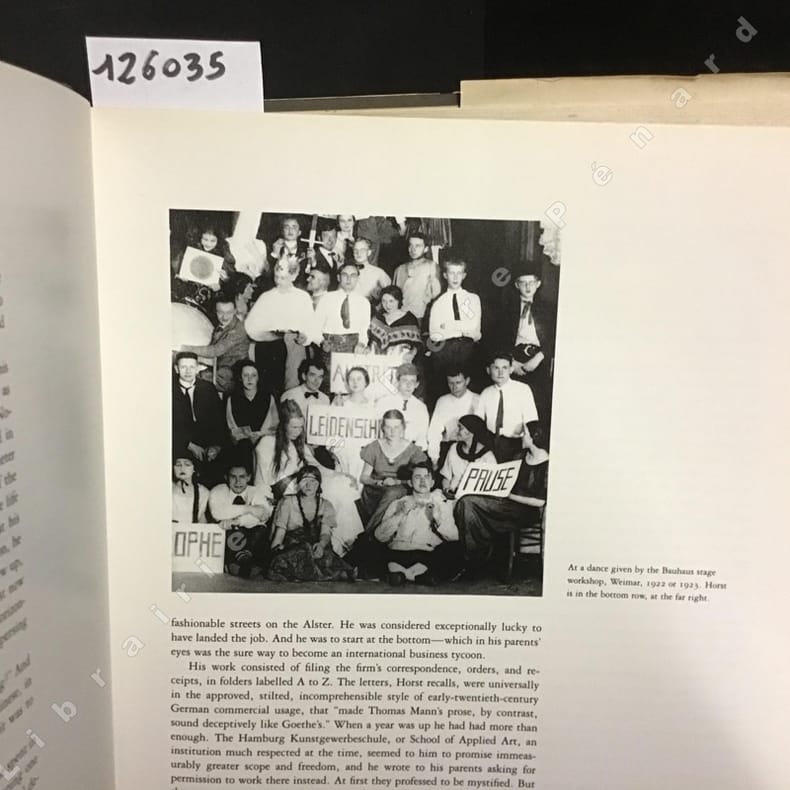 126035
LEIDENSCH
PAUSE
OPHE
At a dance given by the Bauhaus stage
workshop, Weimar, 1922 or 1923. Horst
is in the bottom row, at the far right.
fashionable streets on the Alster. He was considered exceptionally lucky to
have landed the job. And he was to start at the bottom—which in his parents'
eyes was the sure way to become an international business tycoon.
His work consisted of filing the firm's correspondence, orders, and re-
ceipts, in folders labelled A to Z. The letters, Horst recalls, were universally
in the approved, stilted, incomprehensible style of early-twentieth-century
German commercial usage, that "made Thomas Mann's prose, by contrast,
sound deceptively like Goethe's." When a year was up he had had more than
enough. The Hamburg Kunstgewerbeschule, or School of Applied Art, an
institution much respected at the time, seemed to him to promise immeas-
urably greater scope and freedom, and he wrote to his parents asking for
permission to work there instead. At first they professed to be mystified. But
Librairie Pierre Pénard